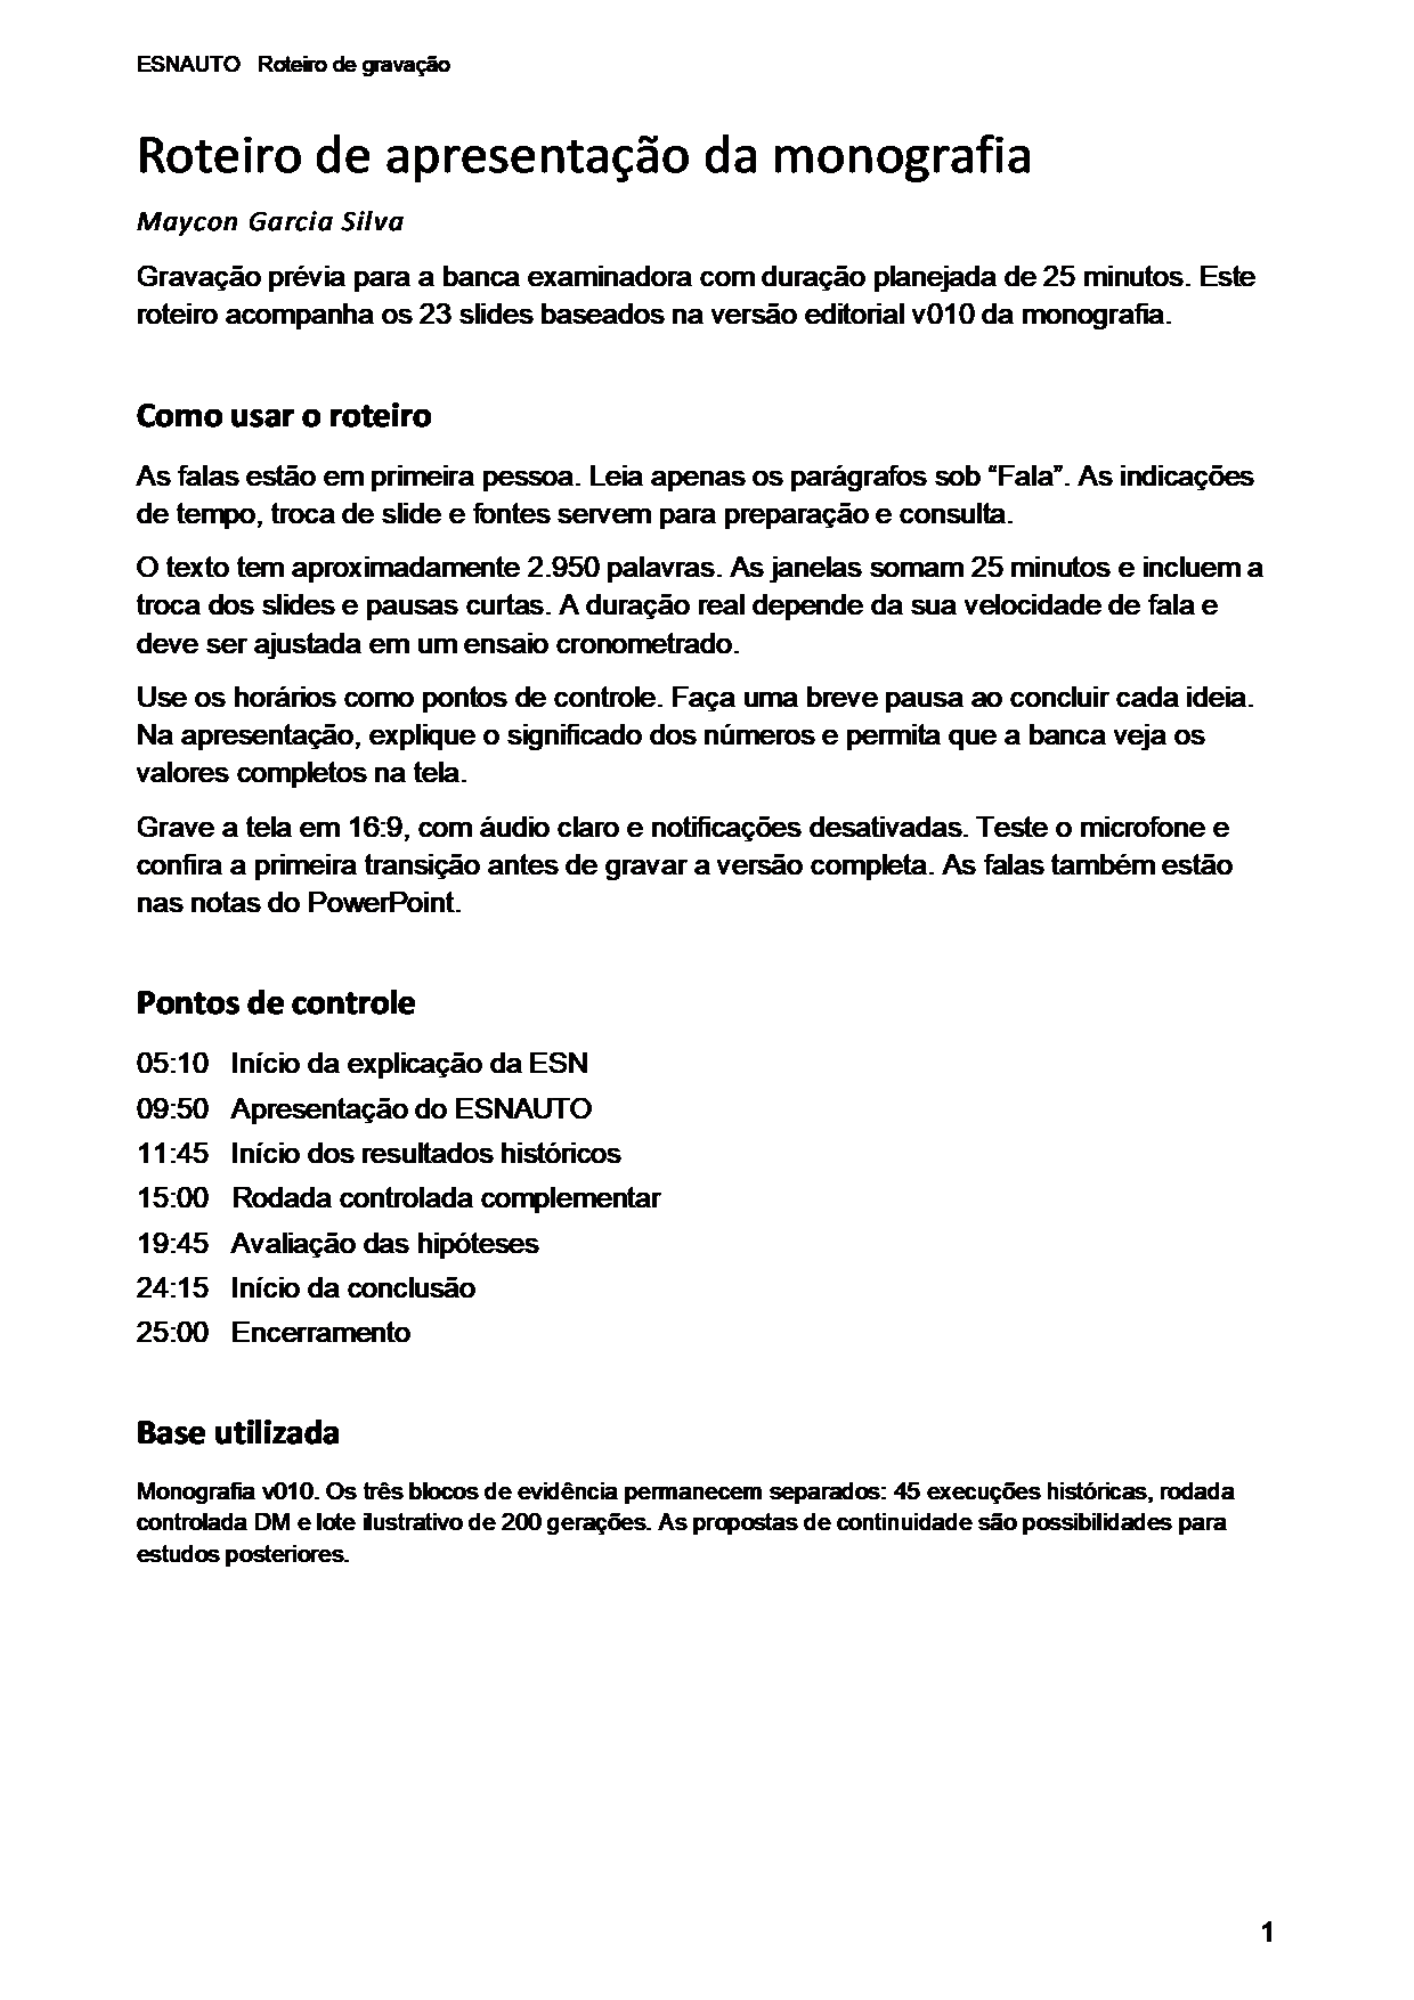 ESNAUTO Roteiro de gravação
Roteiro de apresentação da monografia
Maycon Garcia Silva
Gravação prévia para a banca examinadora com duração planejada de 25 minutos. Este
roteiro acompanha os 23 slides baseados na versão editorial v010 da monografia.
Como usar o roteiro
As falas estão em primeira pessoa. Leia apenas os parágrafos sob “Fala”. As indicações
de tempo, troca de slide e fontes servem para preparação e consulta.
O texto tem aproximadamente 2.950 palavras. As janelas somam 25 minutos e incluem a
troca dos slides e pausas curtas. A duração real depende da sua velocidade de fala e
deve ser ajustada em um ensaio cronometrado.
Use os horários como pontos de controle. Faça uma breve pausa ao concluir cada ideia.
Na apresentação, explique o significado dos números e permita que a banca veja os
valores completos na tela.
Grave a tela em 16:9, com áudio claro e notificações desativadas. Teste o microfone e
confira a primeira transição antes de gravar a versão completa. As falas também estão
nas notas do PowerPoint.
Pontos de controle
05:10 Início da explicação da ESN
09:50 Apresentação do ESNAUTO
11:45 Início dos resultados históricos
15:00 Rodada controlada complementar
19:45 Avaliação das hipóteses
24:15 Início da conclusão
25:00 Encerramento
Base utilizada
Monografia v010. Os três blocos de evidência permanecem separados: 45 execuções históricas, rodada
controlada DM e lote ilustrativo de 200 gerações. As propostas de continuidade são possibilidades para
estudos posteriores.
1